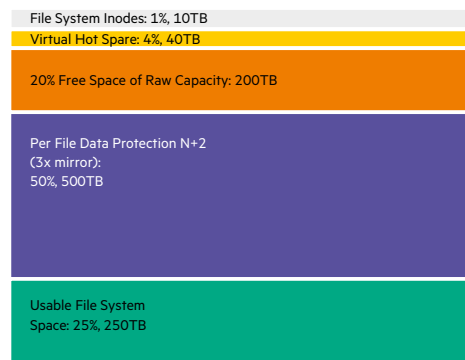 File System Inodes: 1%, 10TB
Virtual Hot Spare: 4%, 40TB
20% Free Space of Raw Capacity: 200TB
Per File Data Protection N+2
(3x mirror):
50%, 500TB
Usable File System
Space: 25%, 250TB